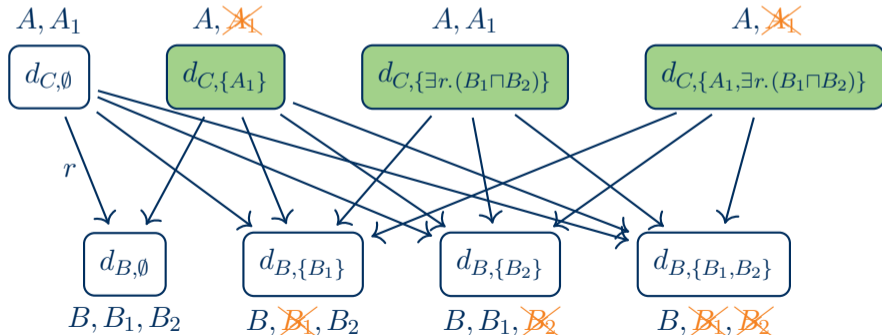 A, A₁ A, A₁ A, A₁ A, A₁
d_{C,∅} d_{C,{A₁}} d_{C,{∃r.(B₁⊓B₂)}} d_{C,{A₁,∃r.(B₁⊓B₂)}}
r
d_{B,∅} d_{B,{B₁}} d_{B,{B₂}} d_{B,{B₁,B₂}}
B, B₁, B₂ B, B₁, B₂ B, B₁, B₂ B, B₁, B₂